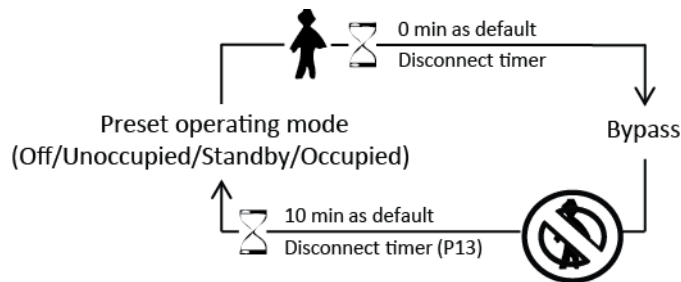 0 min as default
Disconnect timer
Preset operating mode
(Off/Unoccupied/Standby/Occupied)
Bypass
10 min as default
Disconnect timer (P13)